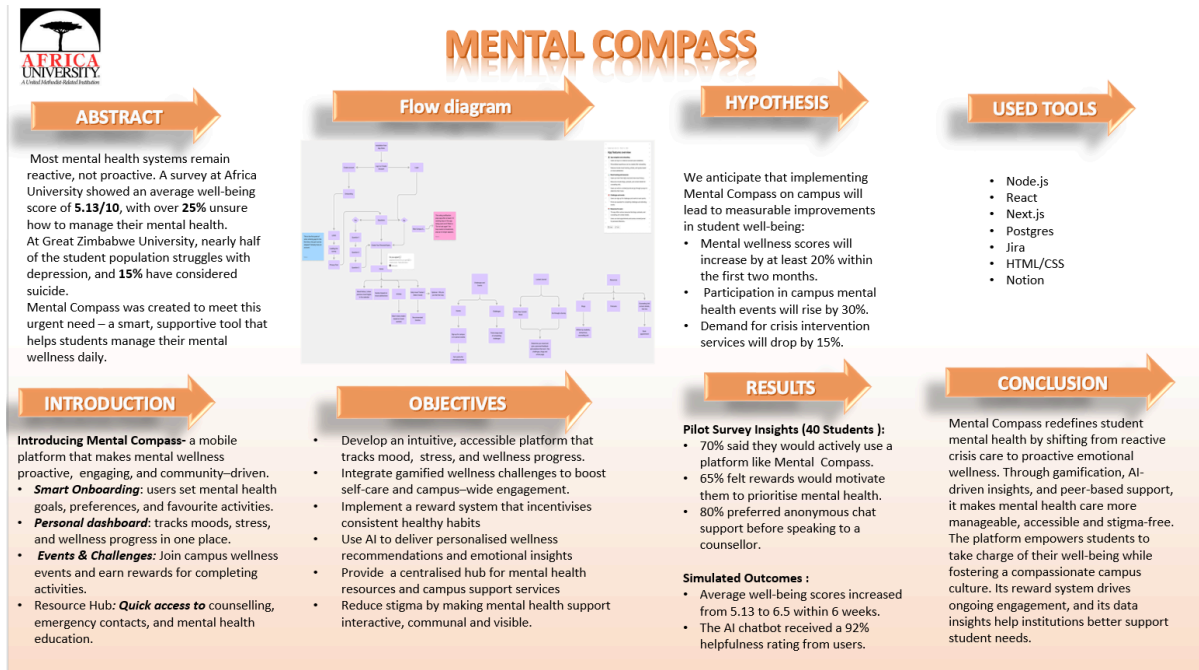 AFRICA
UNIVERSITY
A United Methodist-Related Institution
MENTAL COMPASS
ABSTRACT
Most mental health systems remain
reactive, not proactive. A survey at Africa
University showed an average well-being
score of 5.13/10, with over 25% unsure
how to manage their mental health.
At Great Zimbabwe University, nearly half
of the student population struggles with
depression, and 15% have considered
suicide.
Mental Compass was created to meet this
urgent need – a smart, supportive tool that
helps students manage their mental
wellness daily.
Flow diagram
HYPOTHESIS
We anticipate that implementing
Mental Compass on campus will
lead to measurable improvements
in student well-being:
• Mental wellness scores will
increase by at least 20% within
the first two months.
• Participation in campus mental
health events will rise by 30%.
• Demand for crisis intervention
services will drop by 15%.
USED TOOLS
• Node.js
• React
• Next.js
• Postgres
• Jira
• HTML/CSS
• Notion
INTRODUCTION
Introducing Mental Compass- a mobile
platform that makes mental wellness
proactive, engaging, and community–driven.
• Smart Onboarding: users set mental health
goals, preferences, and favourite activities.
• Personal dashboard: tracks moods, stress,
and wellness progress in one place.
• Events & Challenges: Join campus wellness
events and earn rewards for completing
activities.
• Resource Hub: Quick access to counselling,
emergency contacts, and mental health
education.
OBJECTIVES
• Develop an intuitive, accessible platform that
tracks mood, stress, and wellness progress.
• Integrate gamified wellness challenges to boost
self-care and campus–wide engagement.
• Implement a reward system that incentivises
consistent healthy habits
• Use AI to deliver personalised wellness
recommendations and emotional insights
• Provide a centralised hub for mental health
resources and campus support services
• Reduce stigma by making mental health support
interactive, communal and visible.
RESULTS
Pilot Survey Insights (40 Students ):
• 70% said they would actively use a
platform like Mental Compass.
• 65% felt rewards would motivate
them to prioritise mental health.
• 80% preferred anonymous chat
support before speaking to a
counsellor.
Simulated Outcomes :
• Average well-being scores increased
from 5.13 to 6.5 within 6 weeks.
• The AI chatbot received a 92%
helpfulness rating from users.
CONCLUSION
Mental Compass redefines student
mental health by shifting from reactive
crisis care to proactive emotional
wellness. Through gamification, AI-
driven insights, and peer-based support,
it makes mental health care more
manageable, accessible and stigma-free.
The platform empowers students to
take charge of their well-being while
fostering a compassionate campus
culture. Its reward system drives
ongoing engagement, and its data
insights help institutions better support
student needs.